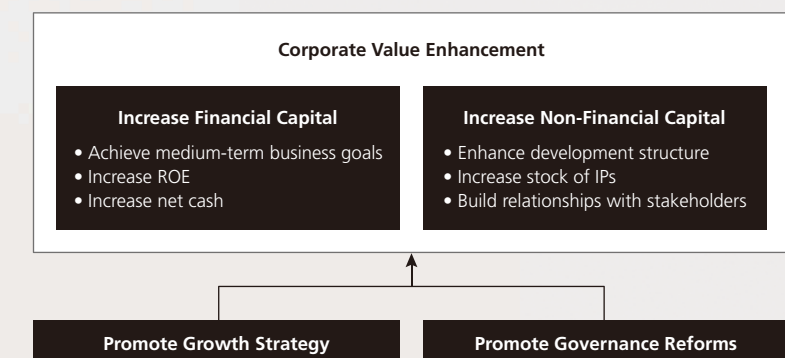 Corporate Value Enhancement
Increase Financial Capital
• Achieve medium-term business goals
• Increase ROE
• Increase net cash
Increase Non-Financial Capital
• Enhance development structure
• Increase stock of IPs
• Build relationships with stakeholders
Promote Growth Strategy
Promote Governance Reforms